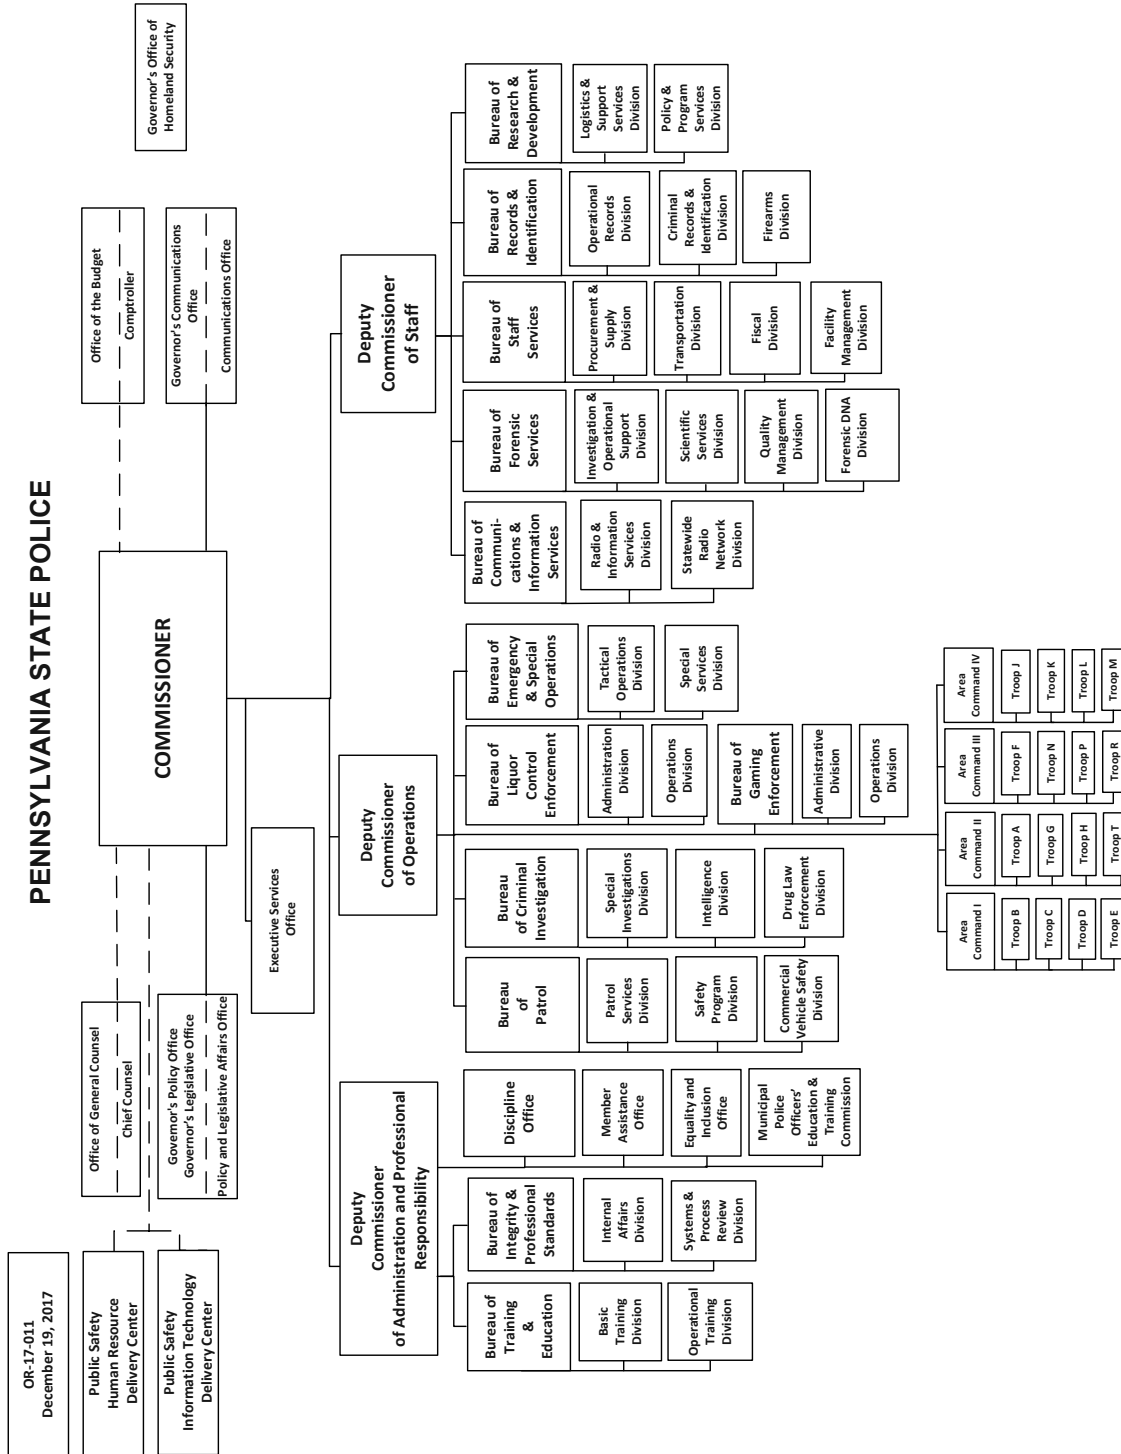 PENNSYLVANIA STATE POLICE
OR-17-011
December 19, 2017
Public Safety
Human Resource
Delivery Center
Public Safety
Information Technology
Delivery Center
Office of General Counsel
Chief Counsel
Governor's Policy Office
Governor's Legislative Office
Policy and Legislative Affairs Office
COMMISSIONER
Office of the Budget
Comptroller
Governor's Communications
Office
Communications Office
Governor's Office of
Homeland Security
Executive Services
Office
Deputy
Commissioner
of Administration and Professional
Responsibility
Bureau of
Training
&
Education
Basic
Training
Division
Operational
Training
Division
Bureau of
Integrity &
Professional
Standards
Internal
Affairs
Division
Systems &
Process
Review
Division
Discipline
Office
Member
Assistance
Office
Equality and
Inclusion
Office
Municipal
Police
Officers'
Education &
Training
Commission
Deputy
Commissioner
of Operations
Bureau
of
Patrol
Patrol
Services
Division
Safety
Program
Division
Commercial
Vehicle Safety
Division
Bureau
of Criminal
Investigation
Special
Investigations
Division
Intelligence
Division
Drug Law
Enforcement
Division
Bureau of
Liquor
Control
Enforcement
Administration
Division
Operations
Division
Bureau of
Gaming
Enforcement
Administrative
Division
Operations
Division
Bureau of
Emergency
& Special
Operations
Tactical
Operations
Division
Special
Services
Division
Area
Command I
Troop B
Troop C
Troop D
Troop E
Area
Command II
Troop A
Troop G
Troop H
Troop T
Area
Command III
Troop F
Troop N
Troop P
Troop R
Area
Command IV
Troop J
Troop K
Troop L
Troop M
Deputy
Commissioner
of Staff
Bureau of
Communi-
cations &
Information
Services
Radio &
Information
Services
Division
Statewide
Radio
Network
Division
Bureau of
Forensic
Services
Investigation &
Operational
Support
Division
Scientific
Services
Division
Quality
Management
Division
Forensic DNA
Division
Bureau of
Staff
Services
Procurement &
Supply
Division
Transportation
Division
Fiscal
Division
Facility
Management
Division
Bureau of
Records &
Identification
Operational
Records
Division
Criminal
Records &
Identification
Division
Firearms
Division
Bureau of
Research &
Development
Logistics &
Support
Services
Division
Policy &
Program
Services
Division